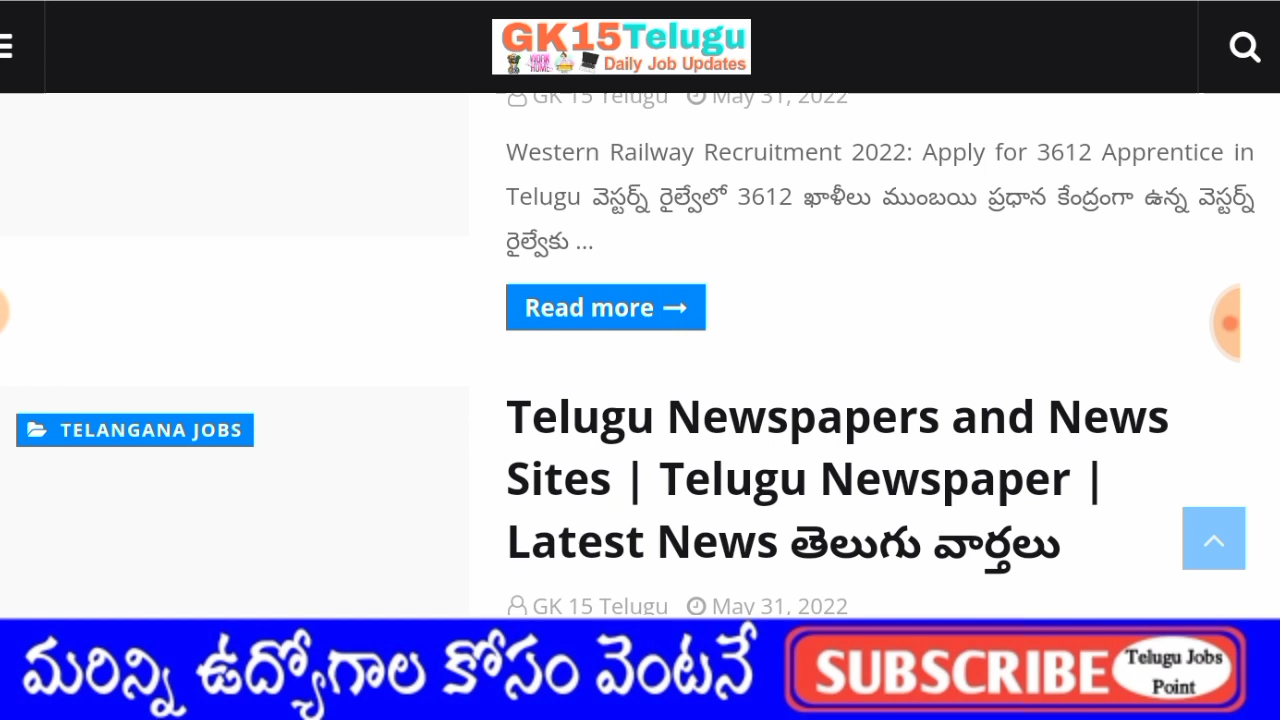 GK15Telugu
WORK
HOME
Daily Job Updates
GK 15 Telugu May 31, 2022
Western Railway Recruitment 2022: Apply for 3612 Apprentice in
Telugu వెస్టర్న్ రైల్వేలో 3612 ఖాళీలు ముంబయి ప్రధాన కేంద్రంగా ఉన్న వెస్టర్న్
రైల్వేకు ...
Read more →
TELANGANA JOBS
Telugu Newspapers and News
Sites | Telugu Newspaper |
Latest News తెలుగు వార్తలు
GK 15 Telugu May 31, 2022
మరిన్ని ఉద్యోగాల కోసం వెంటనే SUBSCRIBE Telugu Jobs
Point